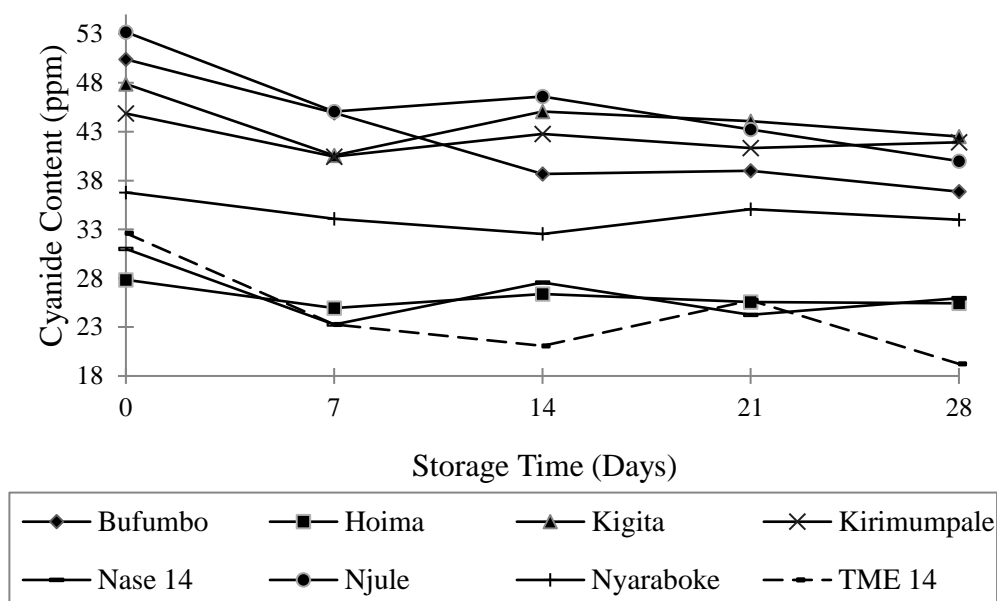 Cyanide Content (ppm)
53
48
43
38
33
28
23
18
0 7 14 21 28
Storage Time (Days)
Bufumbo Hoima Kigita Kirimumpale
Nase 14 Njule Nyaraboke TME 14